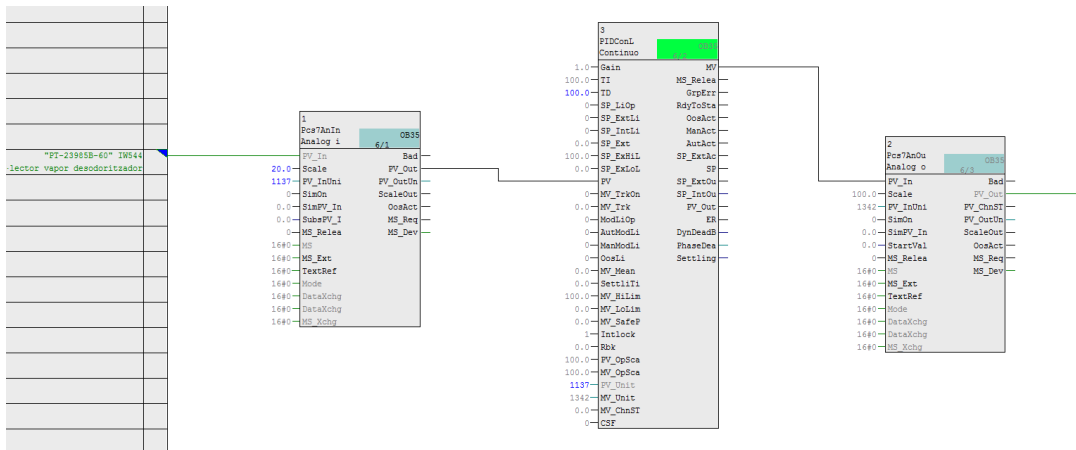 "PT-23985B-60" IW544
-lector vapor desodoritzador
1
Pcs7AnIn
Analog i
OB35
6/1
PV_In
Bad
20.0
Scale
PV_Out
1137
PV_InUni
PV_OutUn
0
SimOn
ScaleOut
0.0
SimPV_In
OosAct
0.0
SubsPV_I
MS_Req
0
MS_Relea
MS_Dev
16#0
MS
16#0
MS_Ext
16#0
TextRef
16#0
Mode
16#0
DataXchg
16#0
DataXchg
16#0
MS_Xchg
3
PIDConL
Continuo
OB35
6/2
1.0
Gain
MV
100.0
TI
MS_Relea
100.0
TD
GrpErr
0
SP_LiOp
RdyToSta
0
SP_ExtLi
OosAct
0
SP_IntLi
ManAct
0.0
SP_Ext
AutAct
100.0
SP_ExHiL
SP_ExtAc
0.0
SP_ExLoL
SP
PV
SP_ExtOu
0
MV_TrkOn
SP_IntOu
0.0
MV_Trk
PV_Out
0
ModLiOp
ER
0
AutModLi
DynDeadB
0
ManModLi
PhaseDea
0
OosLi
Settling
0.0
MV_Mean
0.0
SettliTi
100.0
MV_HiLim
0.0
MV_LoLim
0.0
MV_SafeP
1
Intlock
0.0
Rbk
100.0
PV_OpSca
100.0
MV_OpSca
1137
PV_Unit
1342
MV_Unit
0.0
MV_ChnST
0
CSF
2
Pcs7AnOu
Analog o
OB35
6/3
PV_In
Bad
100.0
Scale
PV_Out
1342
PV_InUni
PV_ChnST
0
SimOn
PV_OutUn
0.0
SimPV_In
ScaleOut
0.0
StartVal
OosAct
0
MS_Relea
MS_Req
16#0
MS
MS_Dev
16#0
MS_Ext
16#0
TextRef
16#0
Mode
16#0
DataXchg
16#0
DataXchg
16#0
MS_Xchg